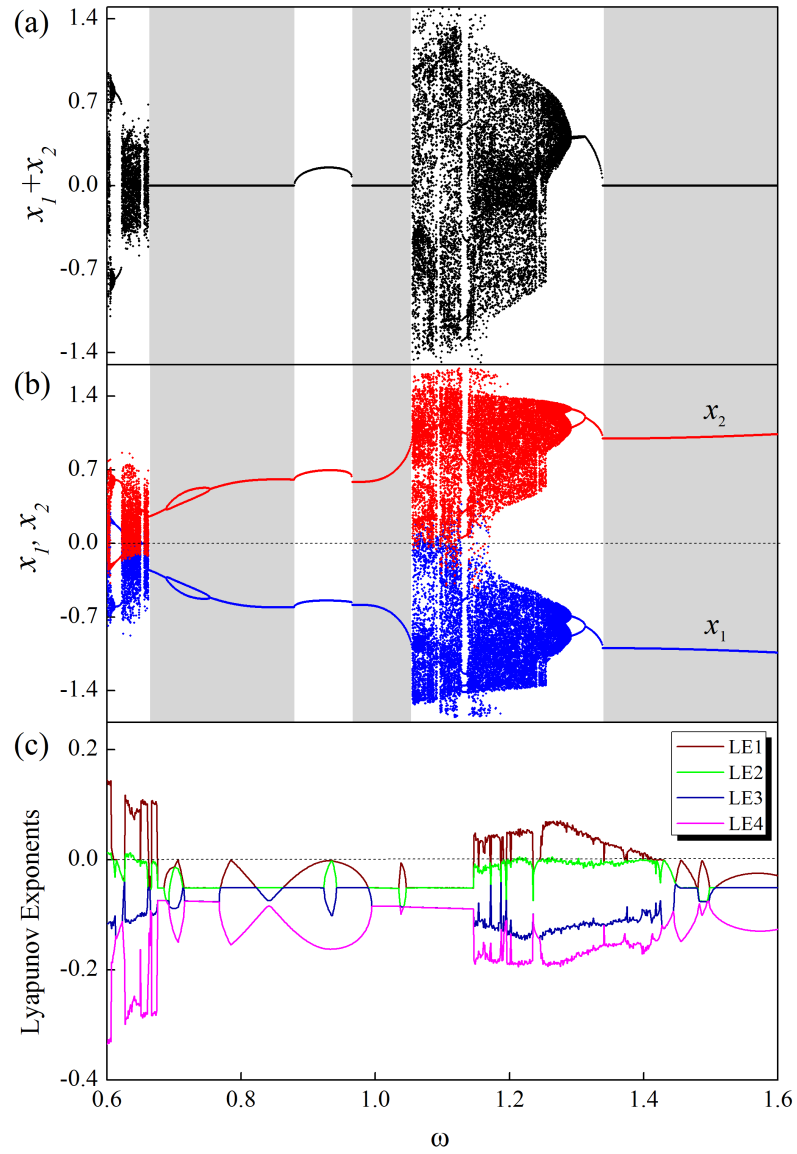 (a)
1.4
0.7
0.0
-0.7
-1.4
x1+x2
(b)
1.4
0.7
0.0
-0.7
-1.4
x1, x2
x2
x1
(c)
0.2
0.0
-0.2
-0.4
Lyapunov Exponents
LE1
LE2
LE3
LE4
0.6 0.8 1.0 1.2 1.4 1.6
ω